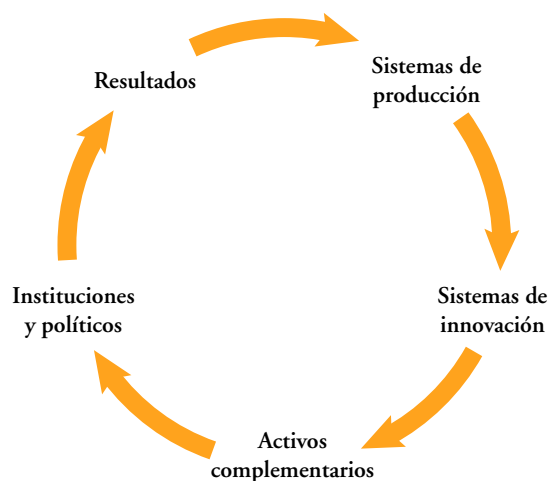 Resultados
Sistemas de
producción
Sistemas de
innovación
Activos
complementarios
Instituciones
y políticos